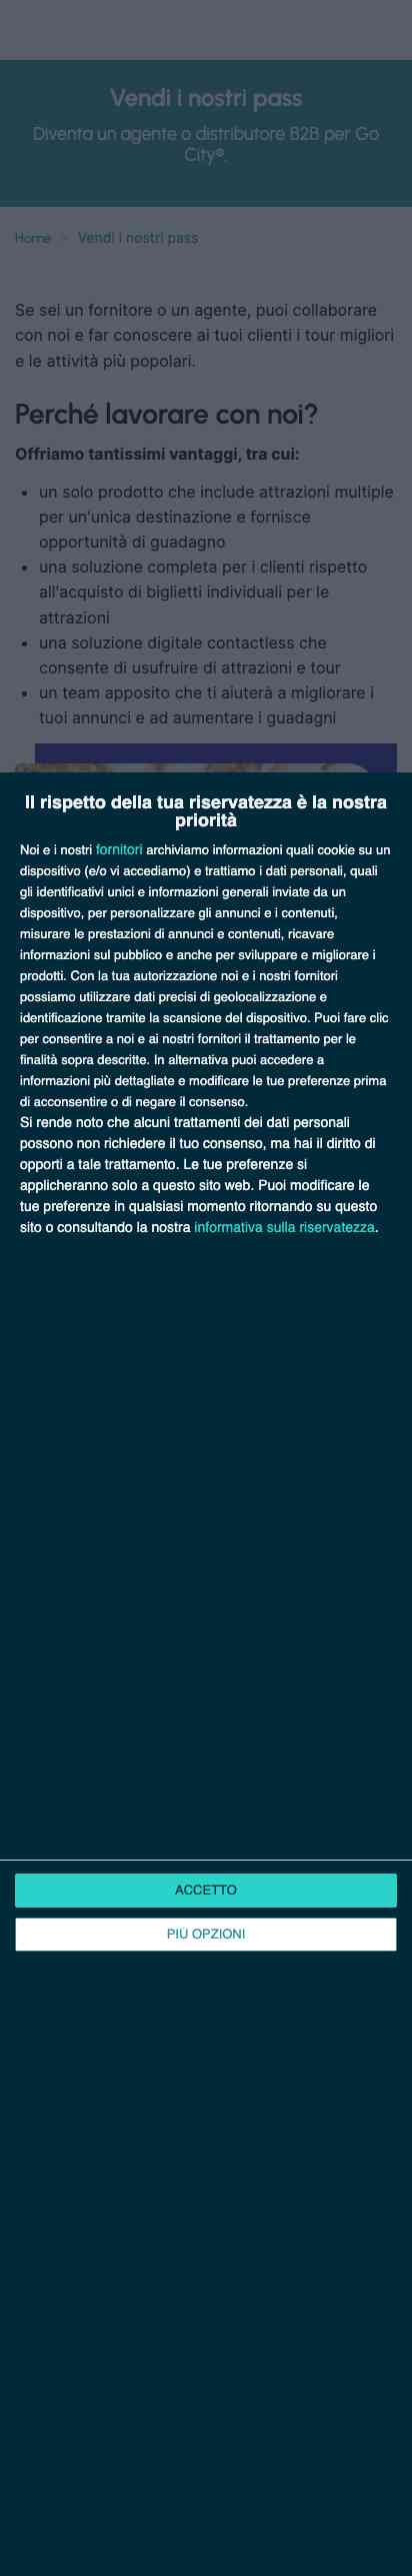 Vendi i nostri pass
Diventa un agente o distributore B2B per Go
City®.
Home > Vendi i nostri pass
Se sei un fornitore o un agente, puoi collaborare
con noi e far conoscere ai tuoi clienti i tour migliori
e le attività più popolari.
Perché lavorare con noi?
Offriamo tantissimi vantaggi, tra cui:
• un solo prodotto che include attrazioni multiple
per un'unica destinazione e fornisce
opportunità di guadagno
• una soluzione completa per i clienti rispetto
all'acquisto di biglietti individuali per le
attrazioni
• una soluzione digitale contactless che
consente di usufruire di attrazioni e tour
• un team apposito che ti aiuterà a migliorare i
tuoi annunci e ad aumentare i guadagni
Il rispetto della tua riservatezza è la nostra
priorità
Noi e i nostri fornitori archiviamo informazioni quali cookie su un
dispositivo (e/o vi accediamo) e trattiamo i dati personali, quali
gli identificativi unici e informazioni generali inviate da un
dispositivo, per personalizzare gli annunci e i contenuti,
misurare le prestazioni di annunci e contenuti, ricavare
informazioni sul pubblico e anche per sviluppare e migliorare i
prodotti. Con la tua autorizzazione noi e i nostri fornitori
possiamo utilizzare dati precisi di geolocalizzazione e
identificazione tramite la scansione del dispositivo. Puoi fare clic
per consentire a noi e ai nostri fornitori il trattamento per le
finalità sopra descritte. In alternativa puoi accedere a
informazioni più dettagliate e modificare le tue preferenze prima
di acconsentire o di negare il consenso.
Si rende noto che alcuni trattamenti dei dati personali
possono non richiedere il tuo consenso, ma hai il diritto di
opporti a tale trattamento. Le tue preferenze si
applicheranno solo a questo sito web. Puoi modificare le
tue preferenze in qualsiasi momento ritornando su questo
sito o consultando la nostra informativa sulla riservatezza.
ACCETTO
PIÙ OPZIONI